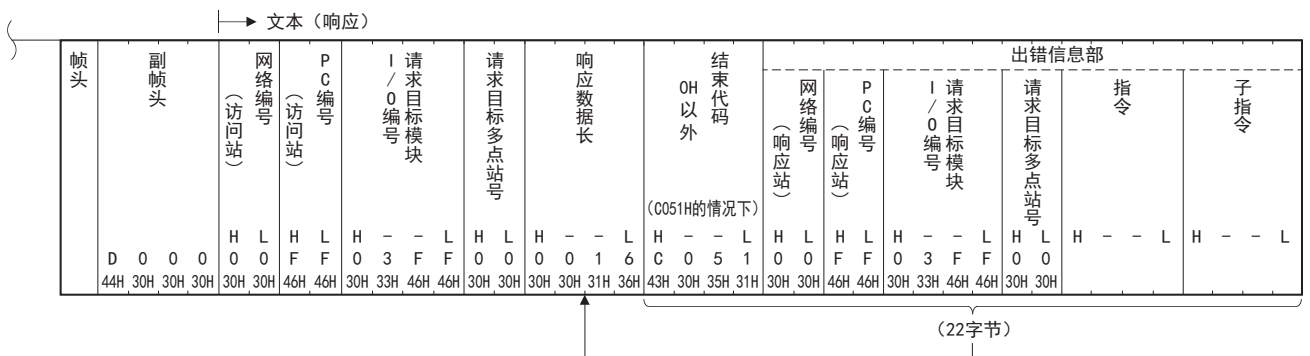 文本（响应）
出错信息部
帧头
副帧头
网络编号
（访问站）
PC编号
（访问站）
请求目标模块
I/O编号
请求目标多点站号
响应数据长
结束代码
0H以外
（C051H的情况下）
网络编号
（响应站）
PC编号
（响应站）
请求目标模块
I/O编号
请求目标多点站号
指令
子指令
H L H L H - - L H L H - - L H - - L H L H L H - - L H L H - - L H - - L
D 0 0 0 0 0 F F 0 3 F F 0 0 0 0 1 6 C 0 5 1 0 0 F F 0 3 F F 0 0
44H 30H 30H 30H 30H 30H 46H 46H 30H 33H 46H 46H 30H 30H 30H 30H 31H 36H 43H 30H 35H 31H 30H 30H 46H 46H 30H 33H 46H 46H 30H 30H
（22字节）